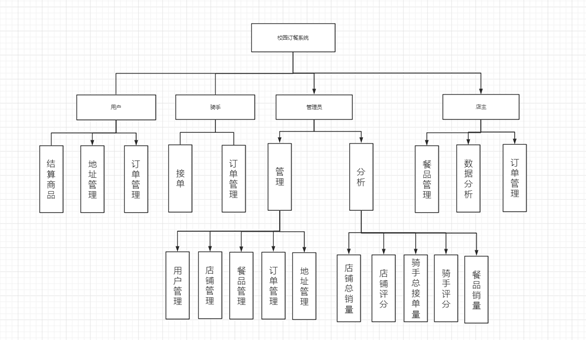 校园订餐系统
用户
骑手
管理员
店主
结算商品
地址管理
订单管理
接单
订单管理
管理
分析
餐品管理
数据分析
订单管理
用户管理
店铺管理
餐品管理
订单管理
地址管理
店铺总销量
店铺评分
骑手总接单量
骑手评分
餐品销量